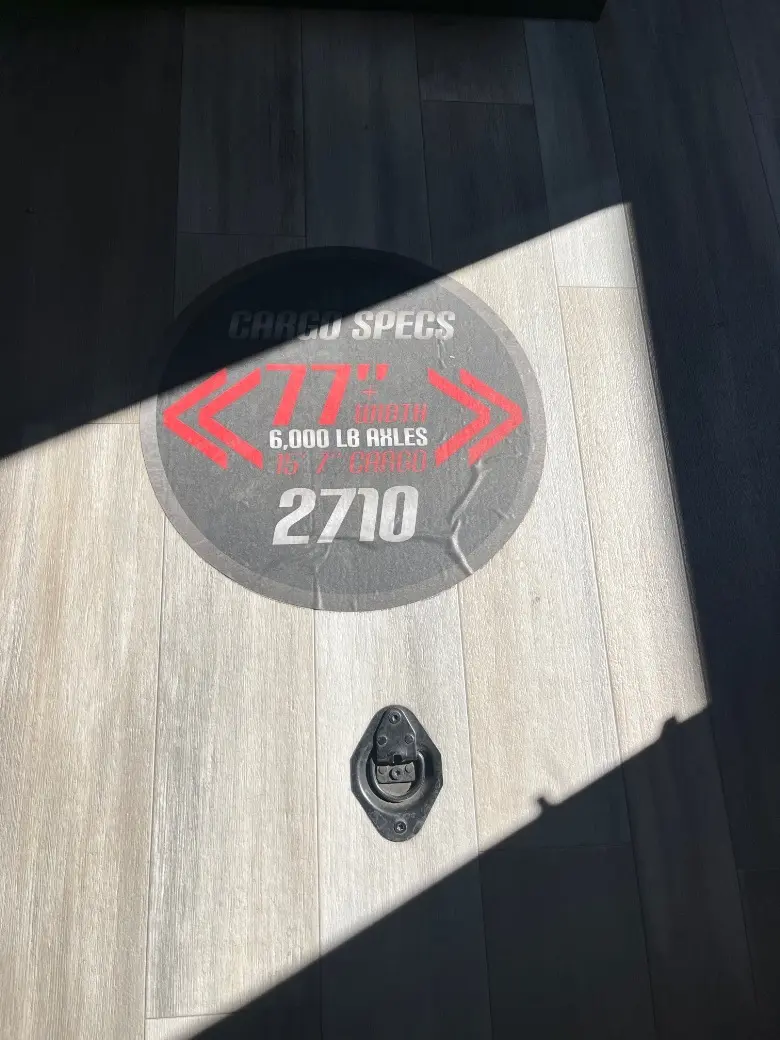 CARGO SPECS
77"+
WIDTH
6,000 LB AXLES
15' 7" CARGO
2710